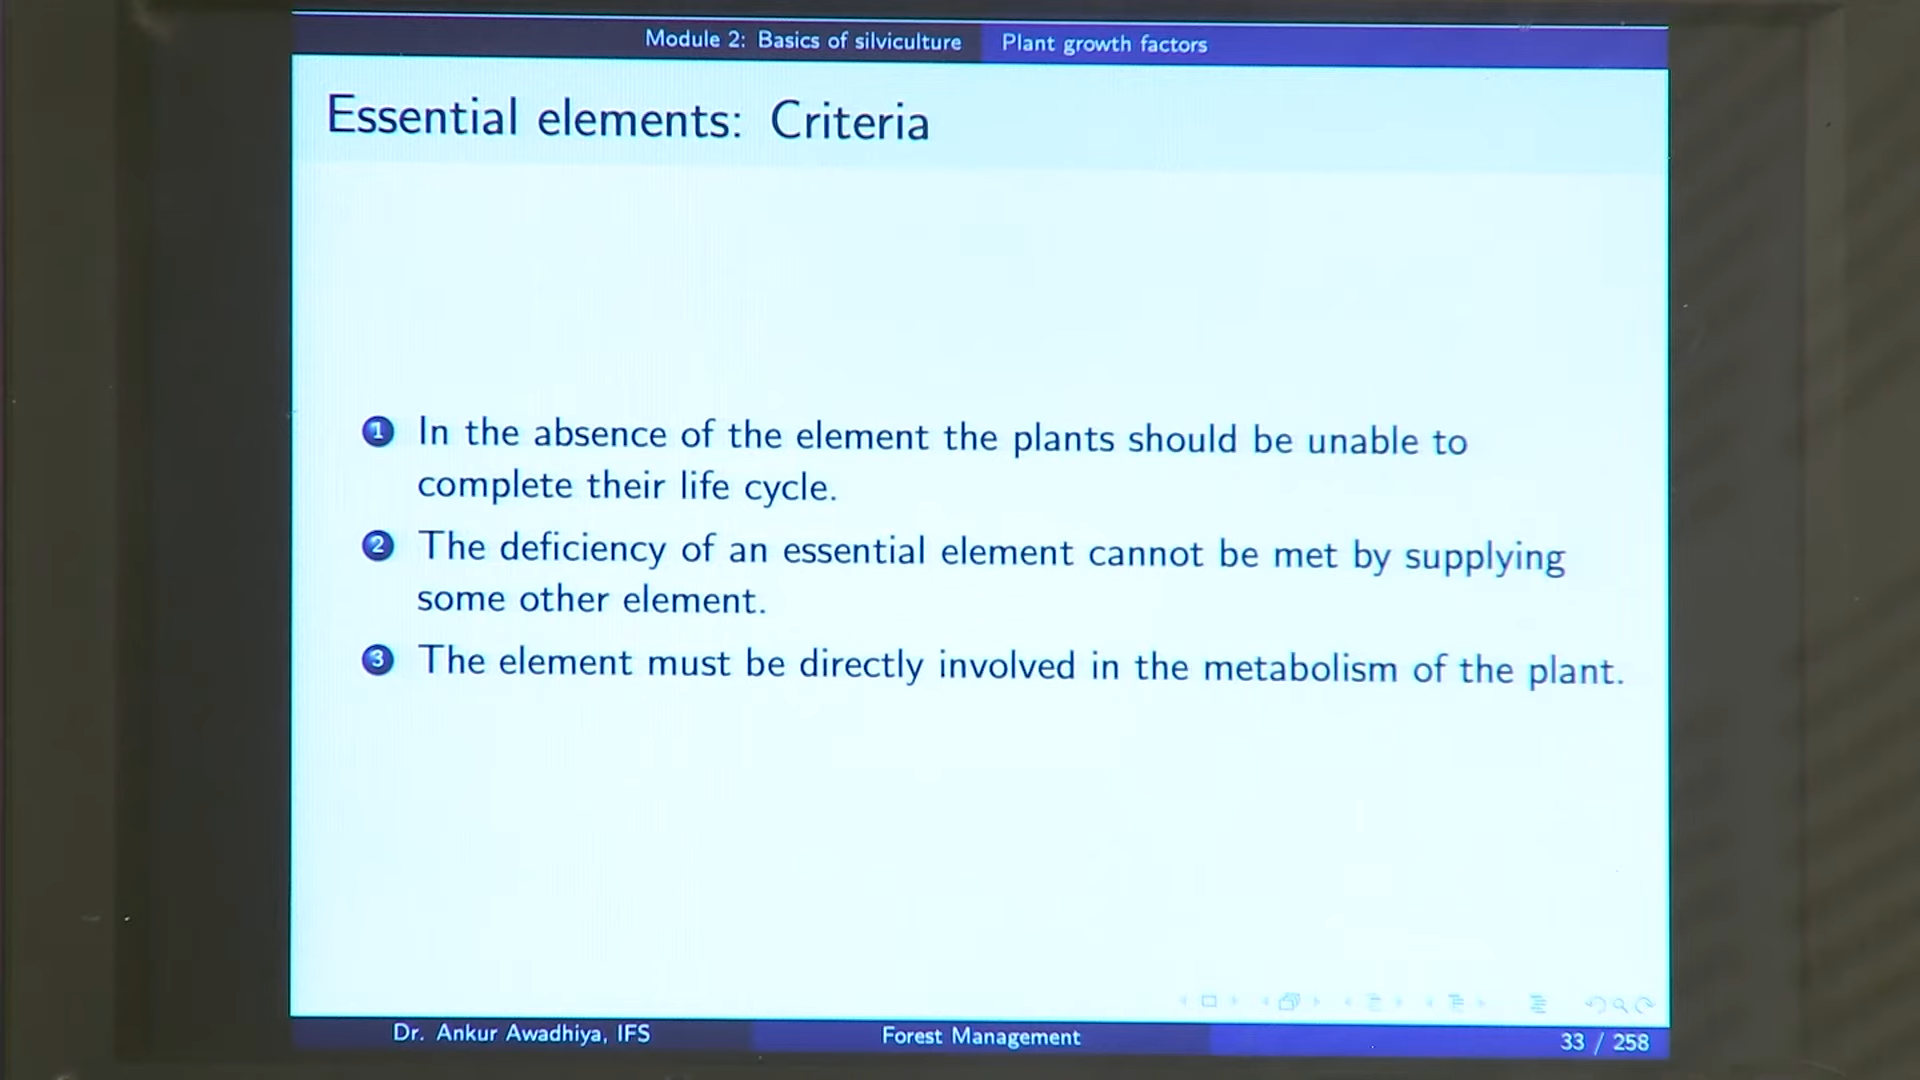 Module 2: Basics of silviculture Plant growth factors
Essential elements: Criteria
1 In the absence of the element the plants should be unable to
complete their life cycle.
2 The deficiency of an essential element cannot be met by supplying
some other element.
3 The element must be directly involved in the metabolism of the plant.
Dr. Ankur Awadhiya, IFS Forest Management 33 / 258